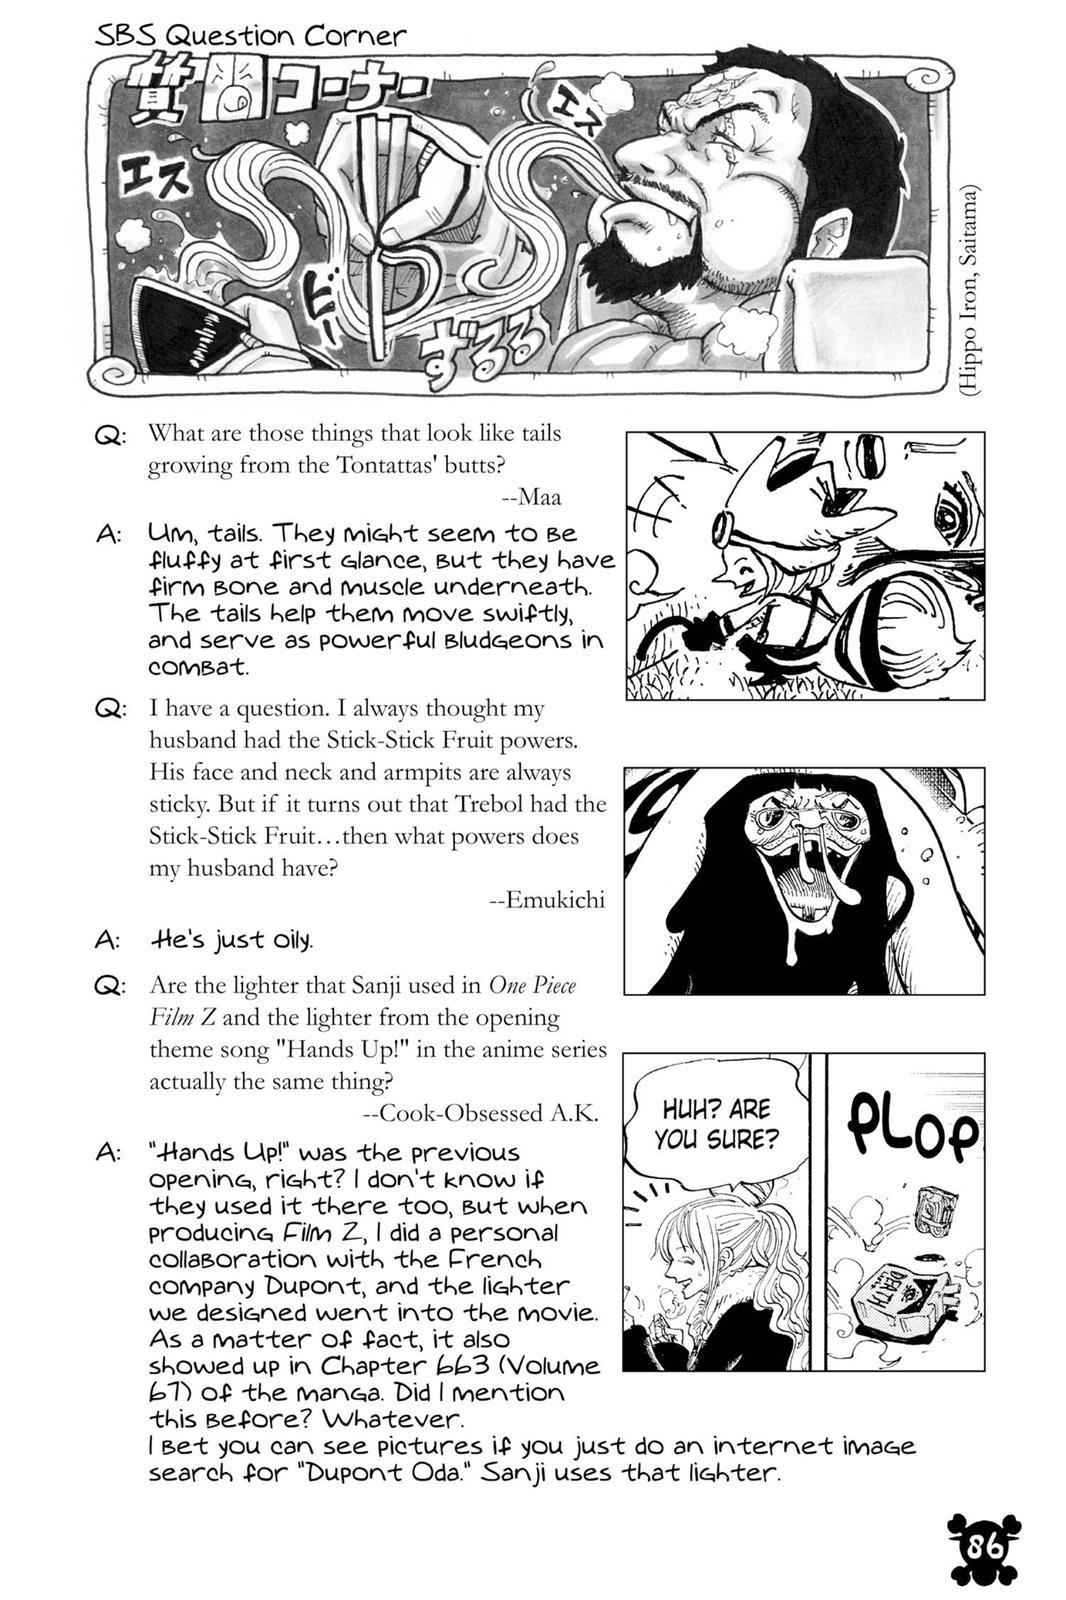 SBS Question Corner
質問コーナー
エス
エス
SBS
ビー
ずるる
(Hippo Iron, Saitama)
Q: What are those things that look like tails
growing from the Tontattas' butts?
--Maa
A: Um, tails. They might seem to be
fluffy at first glance, but they have
firm bone and muscle underneath.
The tails help them move swiftly,
and serve as powerful bludgeons in
combat.
Q: I have a question. I always thought my
husband had the Stick-Stick Fruit powers.
His face and neck and armpits are always
sticky. But if it turns out that Trebol had the
Stick-Stick Fruit…then what powers does
my husband have?
--Emukichi
A: He's just oily.
Q: Are the lighter that Sanji used in One Piece
Film Z and the lighter from the opening
theme song "Hands Up!" in the anime series
actually the same thing?
--Cook-Obsessed A.K.
HUH? ARE
YOU SURE?
PLOP
DEATH
A: "Hands Up!" was the previous
opening, right? I don't know if
they used it there too, but when
producing Film Z, I did a personal
collaboration with the French
company Dupont, and the lighter
we designed went into the movie.
As a matter of fact, it also
showed up in Chapter 663 (Volume
67) of the manga. Did I mention
this before? Whatever.
I bet you can see pictures if you just do an internet image
search for "Dupont Oda." Sanji uses that lighter.
86